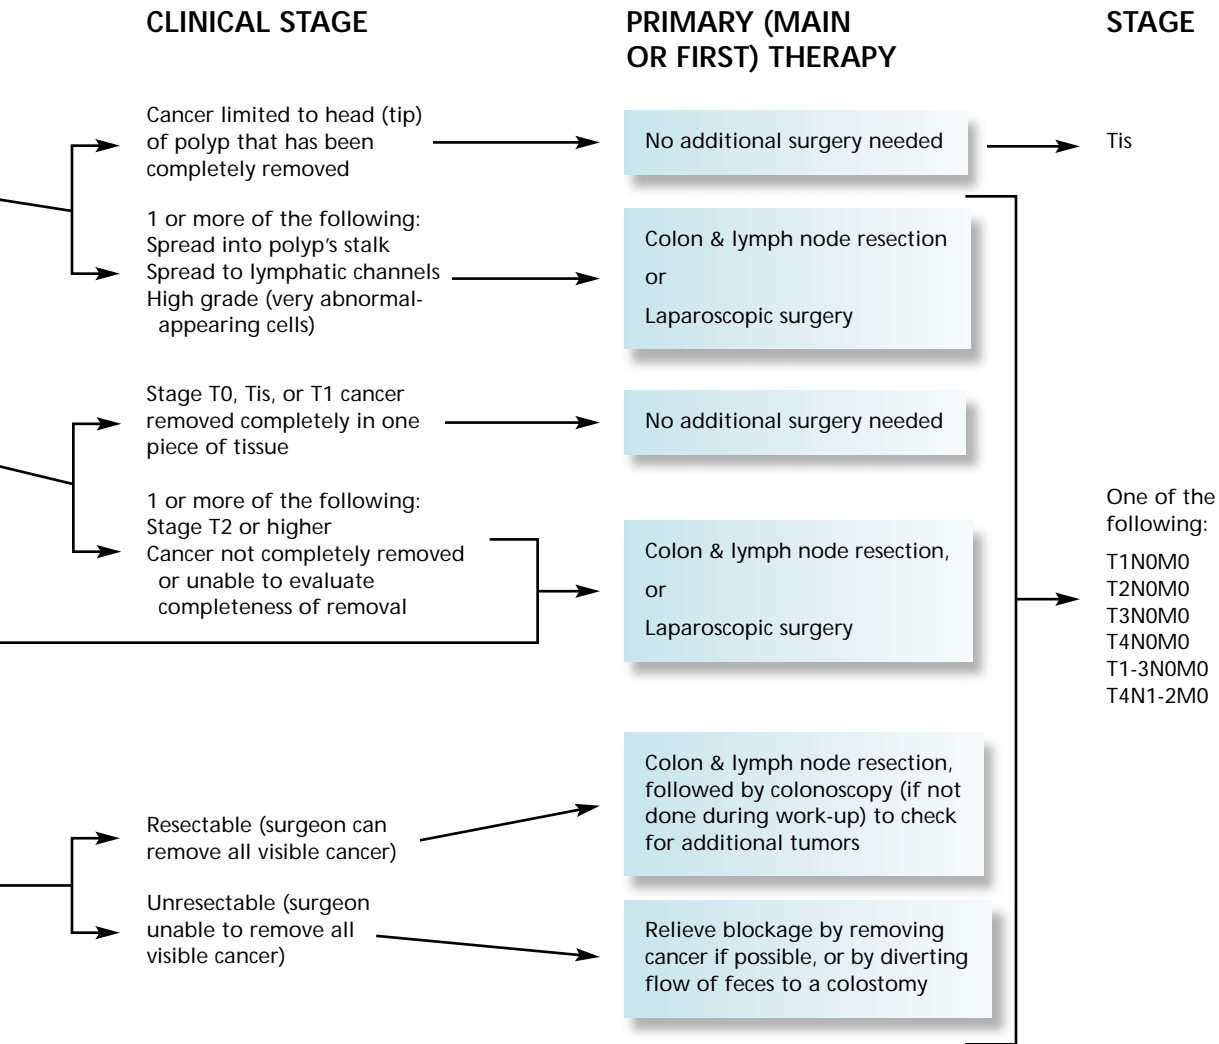 CLINICAL STAGE
PRIMARY (MAIN
OR FIRST) THERAPY
STAGE
Cancer limited to head (tip)
of polyp that has been
completely removed
No additional surgery needed
Tis
1 or more of the following:
Spread into polyp's stalk
Spread to lymphatic channels
High grade (very abnormal-
appearing cells)
Colon & lymph node resection
or
Laparoscopic surgery
Stage T0, Tis, or T1 cancer
removed completely in one
piece of tissue
No additional surgery needed
1 or more of the following:
Stage T2 or higher
Cancer not completely removed
or unable to evaluate
completeness of removal
Colon & lymph node resection,
or
Laparoscopic surgery
One of the
following:
T1N0M0
T2N0M0
T3N0M0
T4N0M0
T1-3N0M0
T4N1-2M0
Resectable (surgeon can
remove all visible cancer)
Colon & lymph node resection,
followed by colonoscopy (if not
done during work-up) to check
for additional tumors
Unresectable (surgeon
unable to remove all
visible cancer)
Relieve blockage by removing
cancer if possible, or by diverting
flow of feces to a colostomy